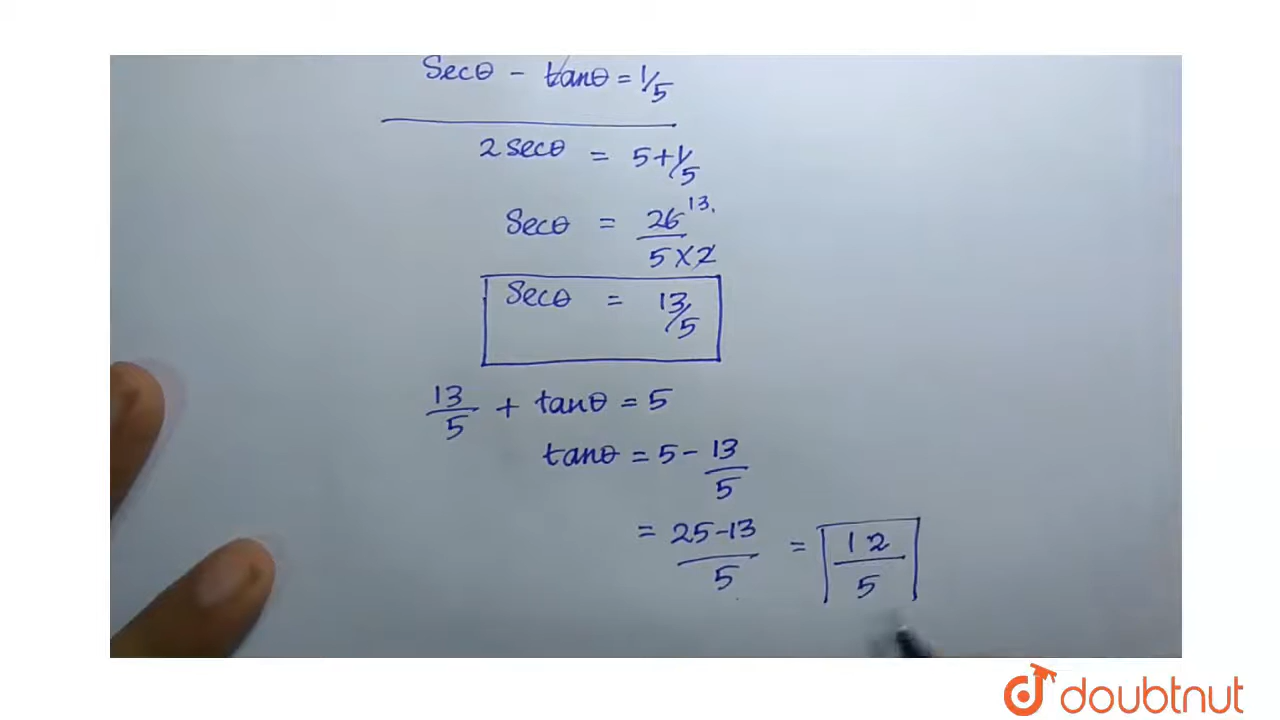 Secθ - tanθ = 1/5
2 Secθ = 5+1/5
Secθ = 26 13. / 5×2
Secθ = 13/5
13/5 + tanθ = 5
tanθ = 5 - 13/5
= 25-13/5 = 12/5
doubtnut